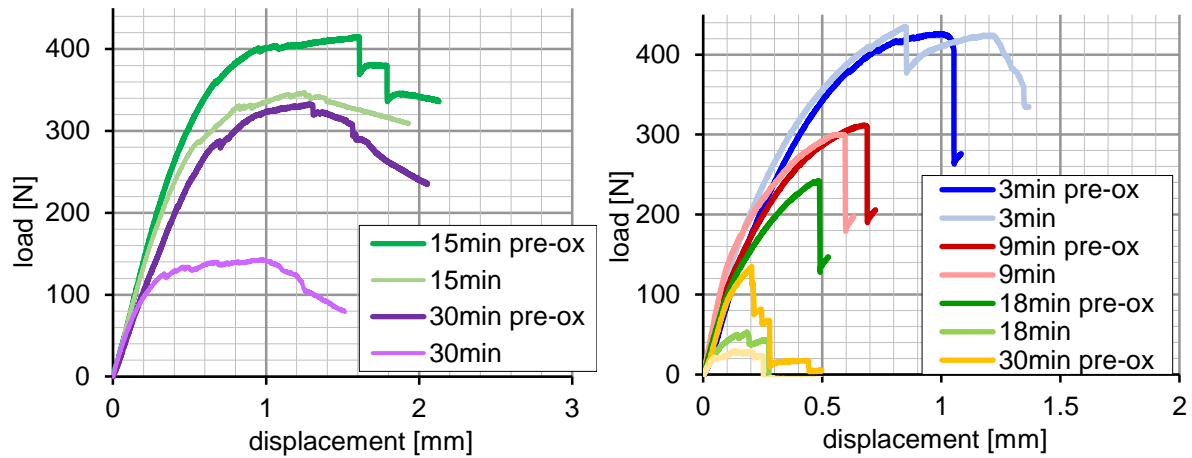 400
300
200
100
0
load [N]
0
1
2
3
displacement [mm]
15min pre-ox
15min
30min pre-ox
30min
400
300
200
100
0
load [N]
0
0.5
1
1.5
2
displacement [mm]
3min pre-ox
3min
9min pre-ox
9min
18min pre-ox
18min
30min pre-ox